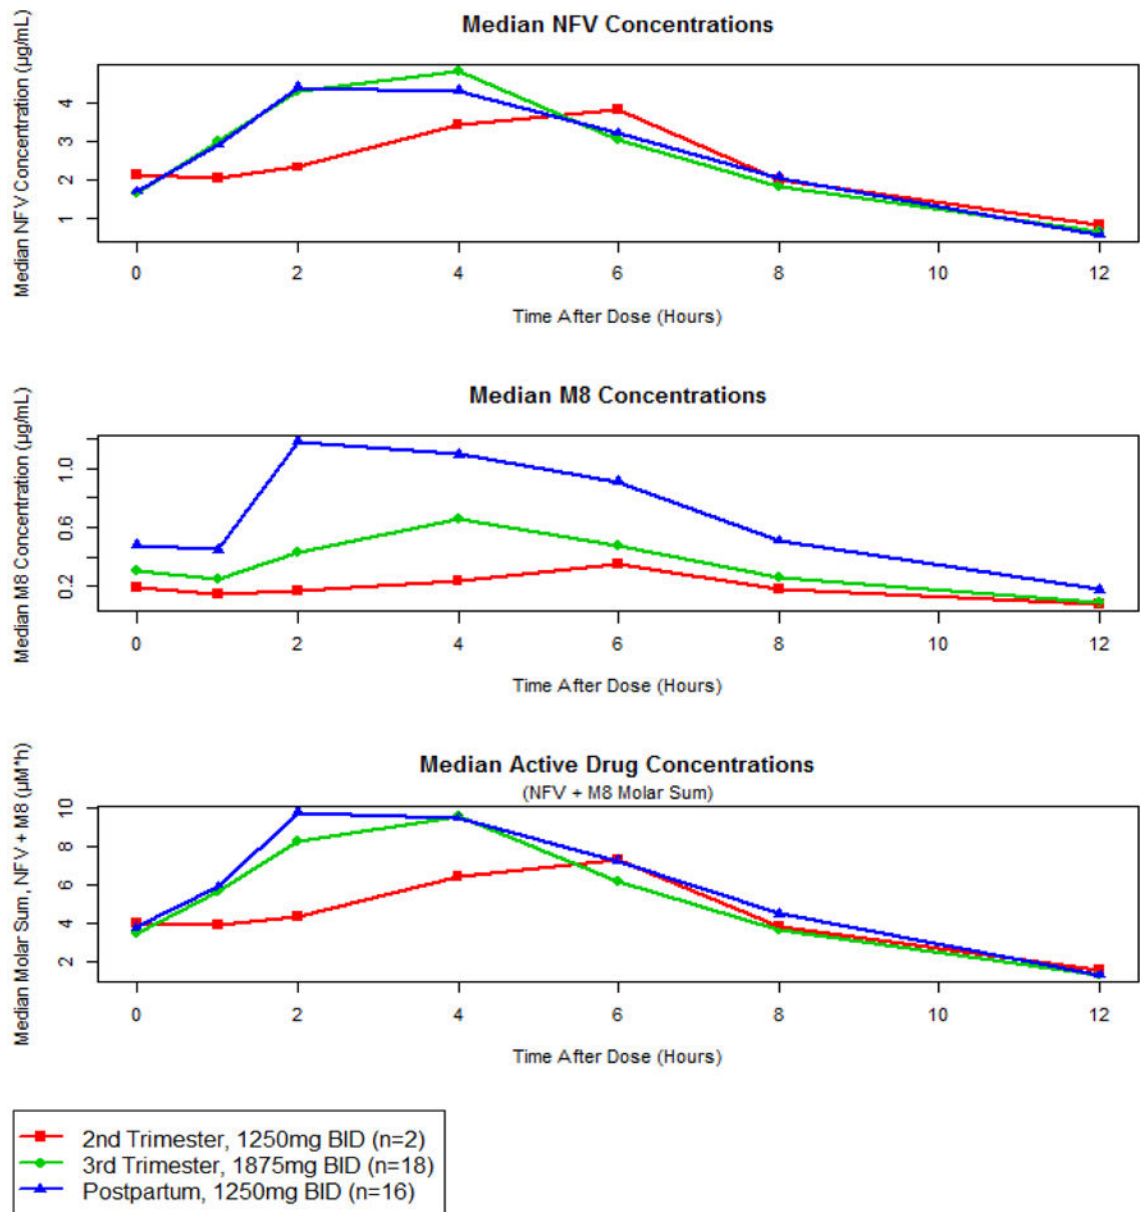 Median NFV Concentrations
Median NFV Concentration (µg/mL)
4
3
2
1
0 2 4 6 8 10 12
Time After Dose (Hours)
Median M8 Concentrations
Median M8 Concentration (µg/mL)
1.0
0.6
0.2
0 2 4 6 8 10 12
Time After Dose (Hours)
Median Active Drug Concentrations
(NFV + M8 Molar Sum)
Median Molar Sum, NFV + M8 (µM*h)
10
8
6
4
2
0 2 4 6 8 10 12
Time After Dose (Hours)
2nd Trimester, 1250mg BID (n=2)
3rd Trimester, 1875mg BID (n=18)
Postpartum, 1250mg BID (n=16)